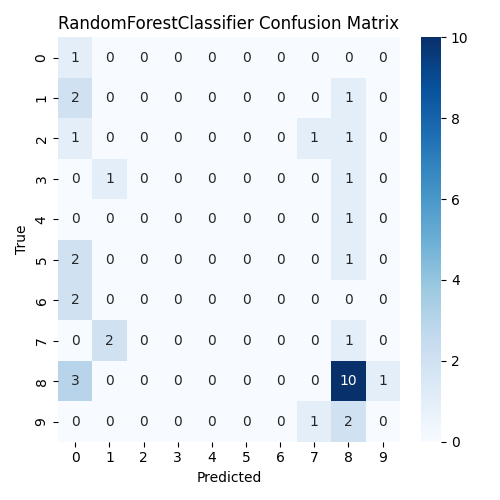 RandomForestClassifier Confusion Matrix
0 1 0 0 0 0 0 0 0 0 0
1 2 0 0 0 0 0 0 0 1 0
2 1 0 0 0 0 0 0 1 1 0
3 0 1 0 0 0 0 0 0 1 0
4 0 0 0 0 0 0 0 0 1 0
5 2 0 0 0 0 0 0 0 1 0
6 2 0 0 0 0 0 0 0 0 0
7 0 2 0 0 0 0 0 0 1 0
8 3 0 0 0 0 0 0 0 10 1
9 0 0 0 0 0 0 0 1 2 0
0 1 2 3 4 5 6 7 8 9
Predicted
True
10
8
6
4
2
0